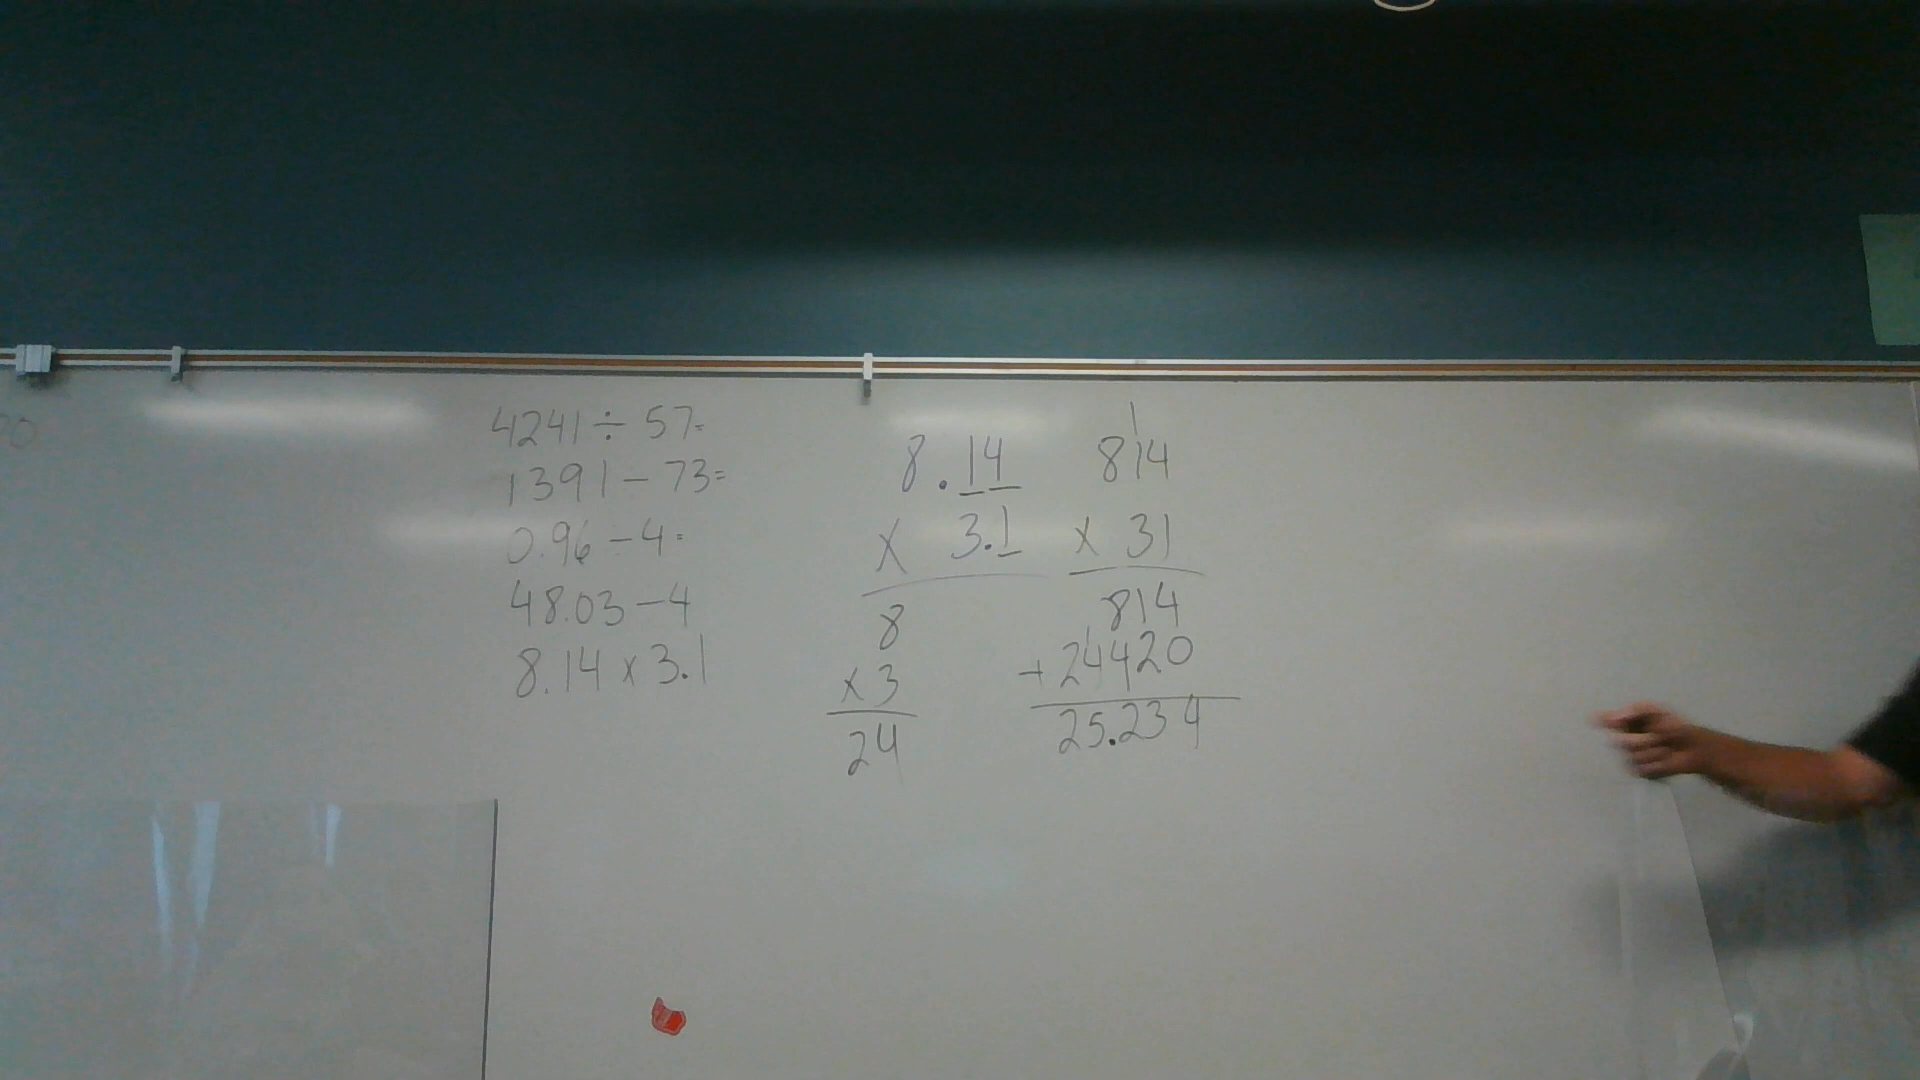 4241 ÷ 57=
1391 – 73=
0.96 – 4=
48.03 – 4
8.14 x 3.1
8.14
x 3.1
8
x 3
24
1
814
x 31
814
1
+ 24420
25.234